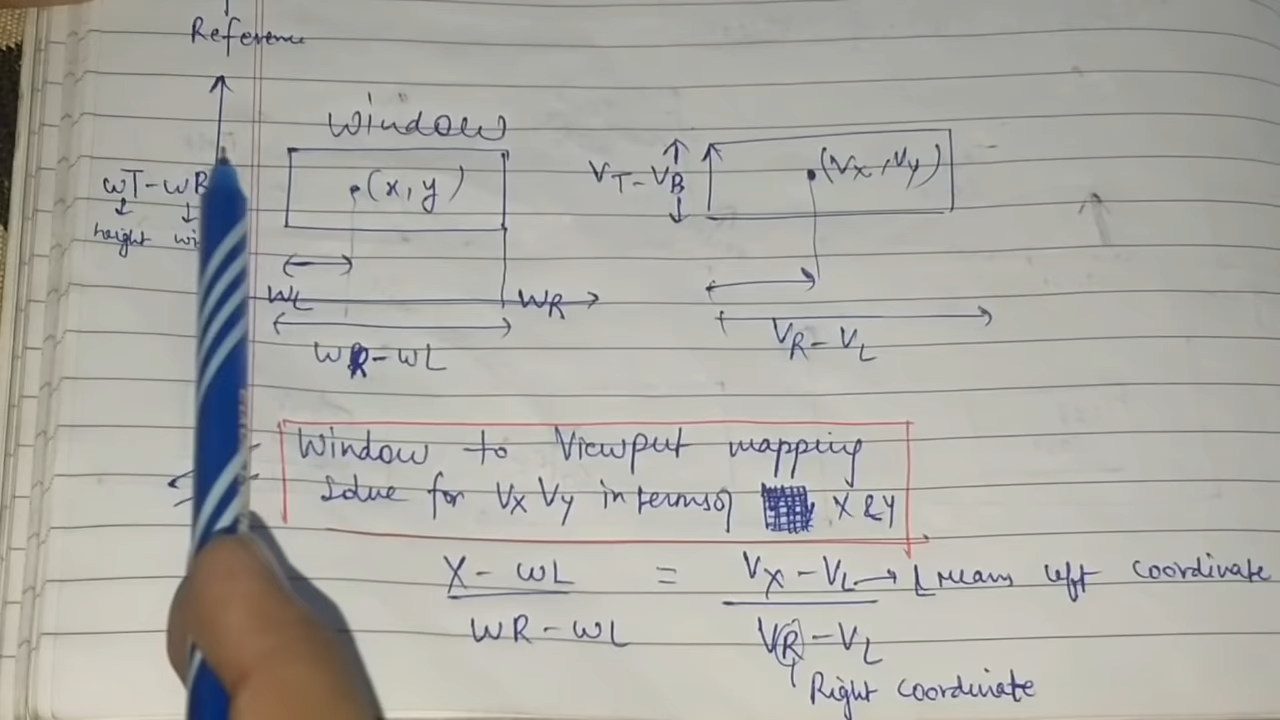 Reference
Window
WT-WB
height
(x,y)
WL
WR
WR-WL
VT-VB
(Vx,Vy)
VR-VL
Window to Viewput mapping
Solve for Vx Vy in terms of X & Y
X-WL = Vx-VL → L means left coordinate
WR-WL VR-VL
Right coordinate